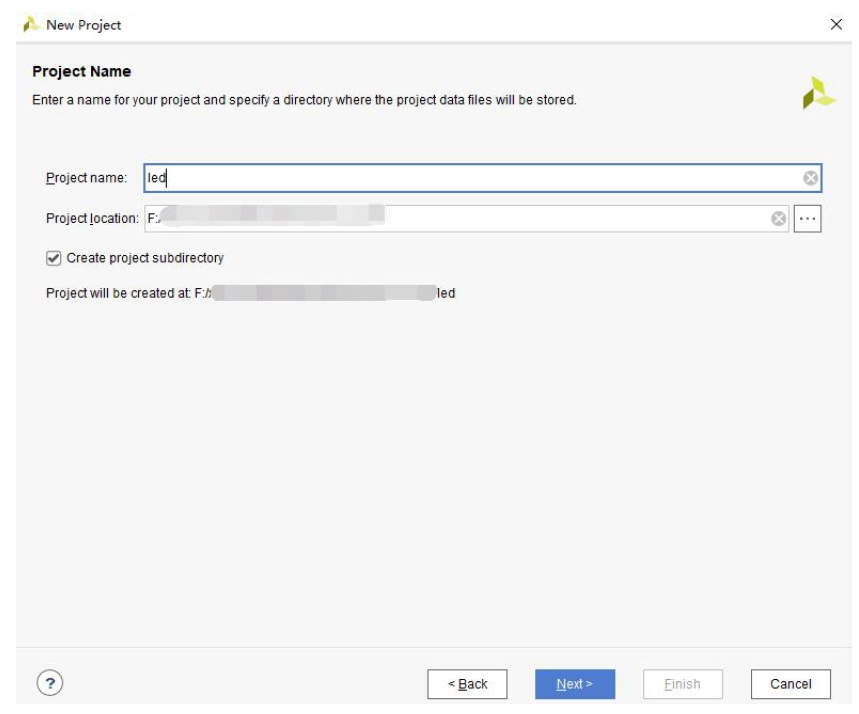 New Project
Project Name
Enter a name for your project and specify a directory where the project data files will be stored.
Project name: led
Project location: F:/
Create project subdirectory
Project will be created at: F:/ led
? < Back Next > Finish Cancel